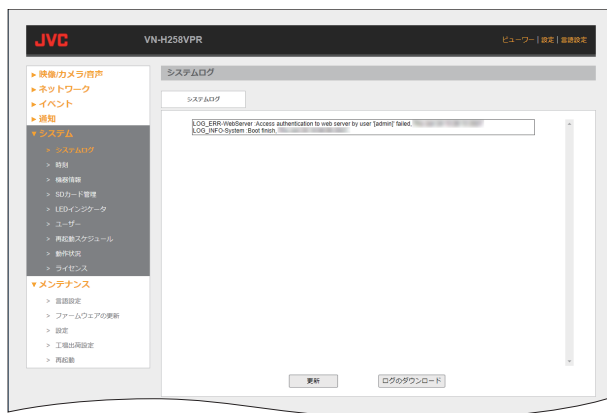 JVC
VN-H258VPR
ビューワー | 設定 | 言語設定
▶ 映像/カメラ/音声
▶ ネットワーク
▶ イベント
▶ 通知
▼ システム
> システムログ
> 時刻
> 機器情報
> SDカード管理
> LEDインジケータ
> ユーザー
> 再起動スケジュール
> 動作状況
> ライセンス
▼ メンテナンス
> 言語設定
> ファームウェアの更新
> 設定
> 工場出荷設定
> 再起動
システムログ
システムログ
LOG_ERR-WebServer :Access authentication to web server by user '[admin]' failed,
LOG_INFO-System :Boot finish,
更新
ログのダウンロード